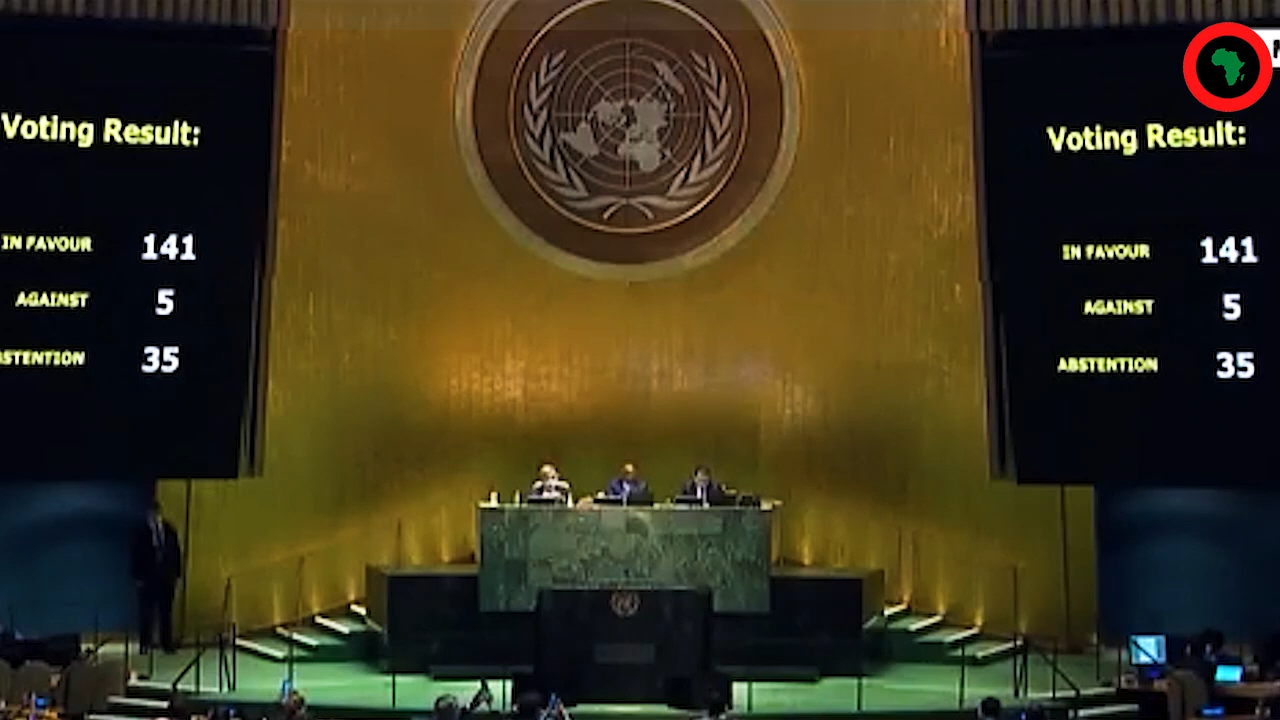 Voting Result:
IN FAVOUR 141
AGAINST 5
ABSTENTION 35
Voting Result:
IN FAVOUR 141
AGAINST 5
ABSTENTION 35